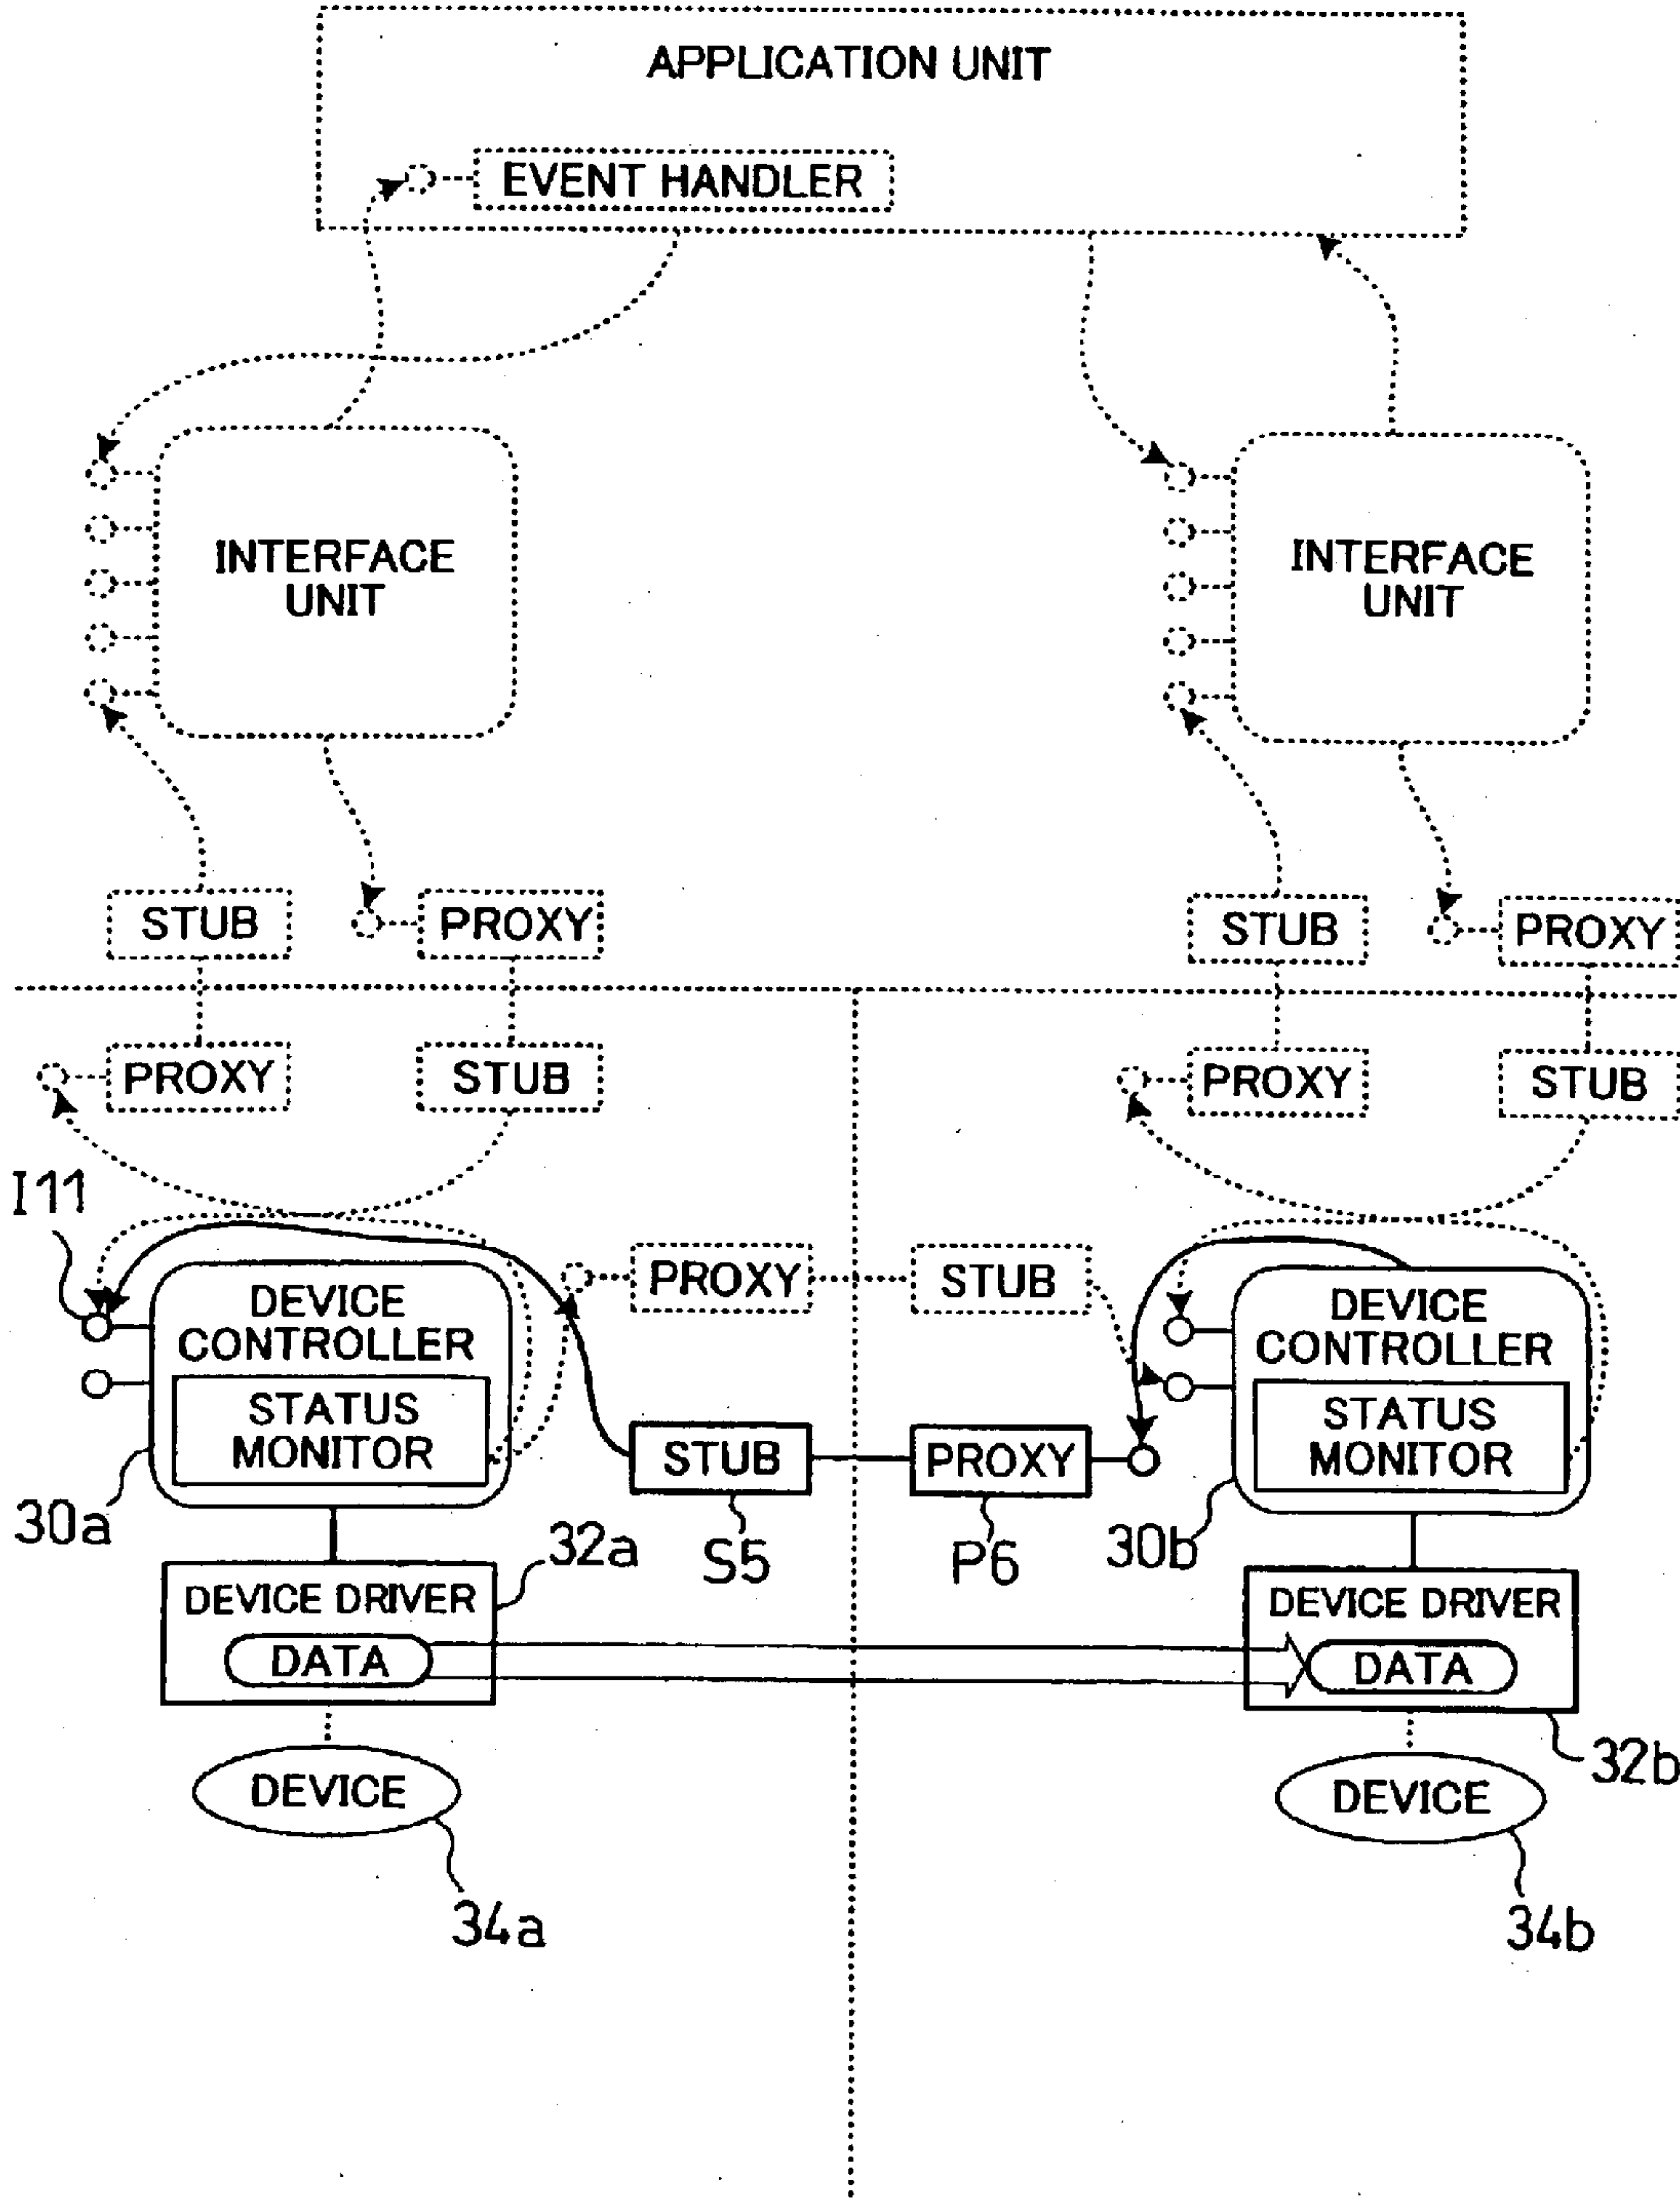 APPLICATION UNIT
EVENT HANDLER
INTERFACE
UNIT
INTERFACE
UNIT
STUB
PROXY
STUB
PROXY
PROXY
STUB
PROXY
STUB
I11
PROXY
STUB
DEVICE
CONTROLLER
STATUS
MONITOR
DEVICE
CONTROLLER
STATUS
MONITOR
STUB
PROXY
30a
S5
P6
30b
32a
DEVICE DRIVER
DATA
DEVICE DRIVER
DATA
32b
DEVICE
DEVICE
34a
34b